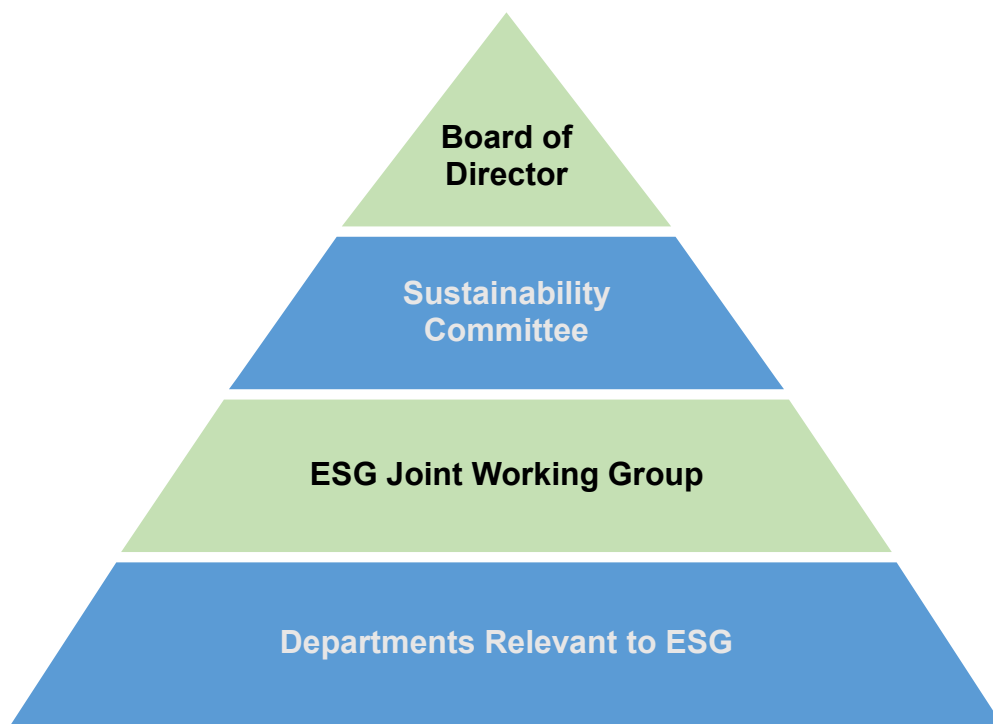 Board of
Director
Sustainability
Committee
ESG Joint Working Group
Departments Relevant to ESG